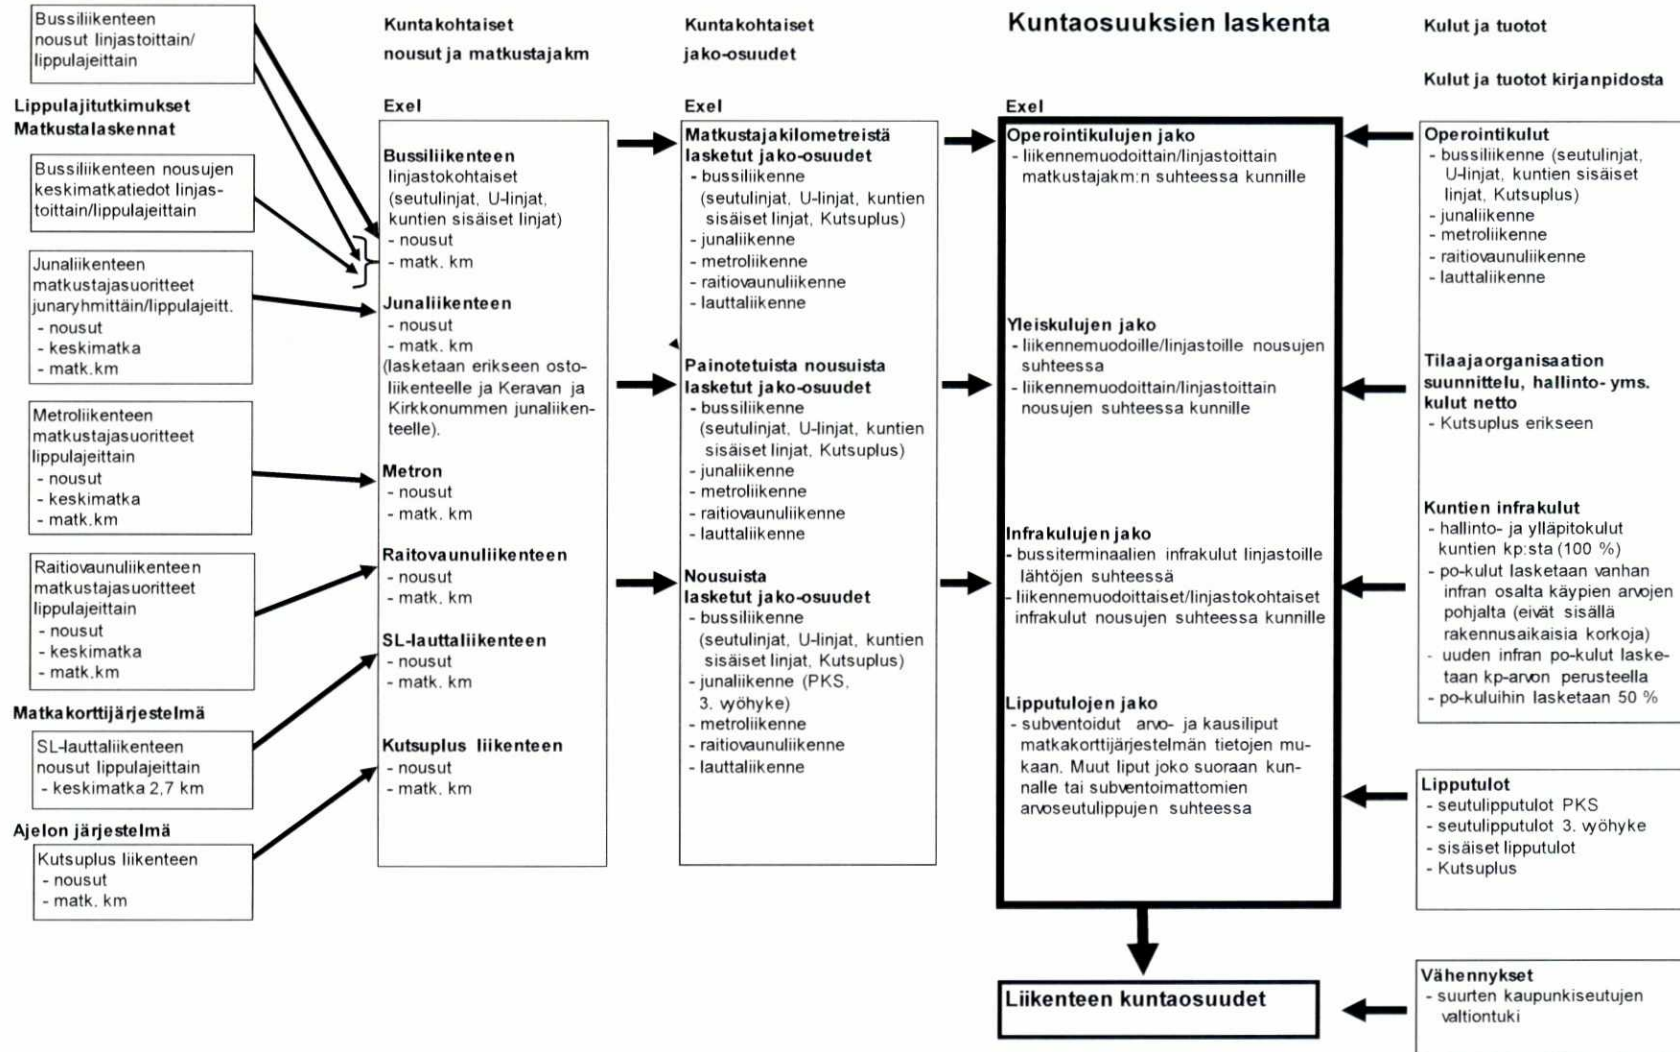 Bussiliikenteen
nousut linjastoittain/
lippulajeittain
Lippulajitutkimukset
Matkustalaskennat
Bussiliikenteen nousujen
keskimatkatiedot linjas-
toittain/lippulajeittain
Junaliikenteen
matkustajasuoritteet
junaryhmittäin/lippulajeitt.
- nousut
- keskimatka
- matk.km
Metroliikenteen
matkustajasuoritteet
lippulajeittain
- nousut
- keskimatka
- matk.km
Raitiovaunuliikenteen
matkustajasuoritteet
lippulajeittain
- nousut
- keskimatka
- matk.km
Matkakorttijärjestelmä
SL-lauttaliikenteen
nousut lippulajeittain
- keskimatka 2,7 km
Ajelon järjestelmä
Kutsuplus liikenteen
- nousut
- matk. km
Kuntakohtaiset
nousut ja matkustajakm
Exel
Bussiliikenteen
linjastokohtaiset
(seutulinjat, U-linjat,
kuntien sisäiset linjat)
- nousut
- matk. km
Junaliikenteen
- nousut
- matk. km
(lasketaan erikseen osto-
liikenteelle ja Keravan ja
Kirkkonummen junaliiken-
teelle).
Metron
- nousut
- matk. km
Raitovaunuliikenteen
- nousut
- matk. km
SL-lauttaliikenteen
- nousut
- matk. km
Kutsuplus liikenteen
- nousut
- matk. km
Kuntakohtaiset
jako-osuudet
Exel
Matkustajakilometreistä
lasketut jako-osuudet
- bussiliikenne
(seutulinjat, U-linjat, kuntien
sisäiset linjat, Kutsuplus)
- junaliikenne
- metroliikenne
- raitiovaunuliikenne
- lauttaliikenne
Painotetuista nousuista
lasketut jako-osuudet
- bussiliikenne
(seutulinjat, U-linjat, kuntien
sisäiset linjat, Kutsuplus)
- junaliikenne
- metroliikenne
- raitiovaunuliikenne
- lauttaliikenne
Nousuista
lasketut jako-osuudet
- bussiliikenne
(seutulinjat, U-linjat, kuntien
sisäiset linjat, Kutsuplus)
- junaliikenne (PKS,
3. vyöhyke)
- metroliikenne
- raitiovaunuliikenne
- lauttaliikenne
Kuntaosuuksien laskenta
Exel
Operointikulujen jako
- liikennemuodoittain/linjastoittain
matkustajakm:n suhteessa kunnille
Yleiskulujen jako
- liikennemuodoille/linjastoille nousujen
suhteessa
- liikennemuodoittain/linjastoittain
nousujen suhteessa kunnille
Infrakulujen jako
- bussiterminaalien infrakulut linjastoille
lähtöjen suhteessä
- liikennemuodoittaiset/linjastokohtaiset
infrakulut nousujen suhteessa kunnille
Lipputulojen jako
- subventoidut arvo- ja kausiliput
matkakorttijärjestelmän tietojen mu-
kaan. Muut liput joko suoraan kun-
nalle tai subventoimattomien
arvoseutulippujen suhteessa
Liikenteen kuntaosuudet
Kulut ja tuotot
Kulut ja tuotot kirjanpidosta
Operointikulut
- bussiliikenne (seutulinjat,
U-linjat, kuntien sisäiset
linjat, Kutsuplus)
- junaliikenne
- metroliikenne
- raitiovaunuliikenne
- lauttaliikenne
Tilaajaorganisaation
suunnittelu, hallinto- yms.
kulut netto
- Kutsuplus erikseen
Kuntien infrakulut
- hallinto- ja ylläpitokulut
kuntien kp:sta (100 %)
- po-kulut lasketaan vanhan
infran osalta käypien arvojen
pohjalta (eivät sisällä
rakennusaikaisia korkoja)
- uuden infran po-kulut laske-
taan kp-arvon perusteella
- po-kuluihin lasketaan 50 %
Lipputulot
- seutulipputulot PKS
- seutulipputulot 3. vyöhyke
- sisäiset lipputulot
- Kutsuplus
Vähennykset
- suurten kaupunkiseutujen
valtiontuki